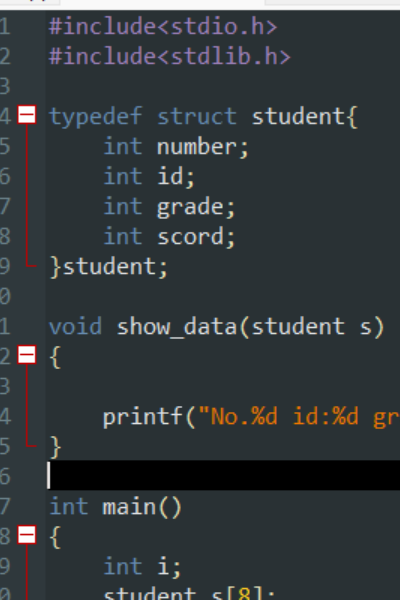 1 #include<stdio.h>
2 #include<stdlib.h>
3
4 typedef struct student{
5 int number;
6 int id;
7 int grade;
8 int scord;
9 }student;
0
1 void show_data(student s)
2 {
3
4 printf("No.%d id:%d gr
5 }
6
7 int main()
8 {
9 int i;
0 student s[8];